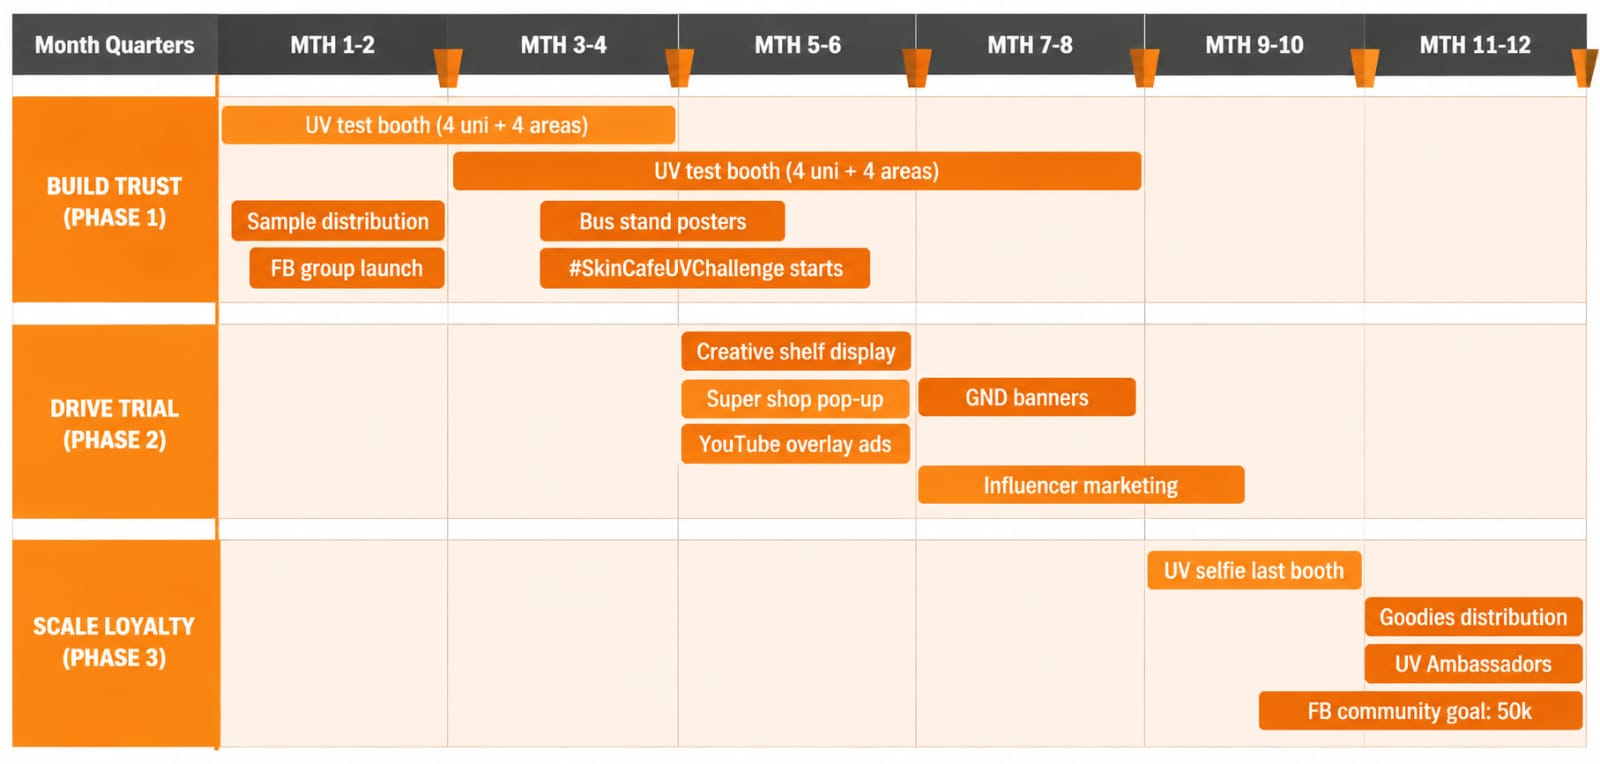 Month Quarters
MTH 1-2
MTH 3-4
MTH 5-6
MTH 7-8
MTH 9-10
MTH 11-12
BUILD TRUST
(PHASE 1)
UV test booth (4 uni + 4 areas)
UV test booth (4 uni + 4 areas)
Sample distribution
Bus stand posters
FB group launch
#SkinCafeUVChallenge starts
DRIVE TRIAL
(PHASE 2)
Creative shelf display
Super shop pop-up
GND banners
YouTube overlay ads
Influencer marketing
SCALE LOYALTY
(PHASE 3)
UV selfie last booth
Goodies distribution
UV Ambassadors
FB community goal: 50k